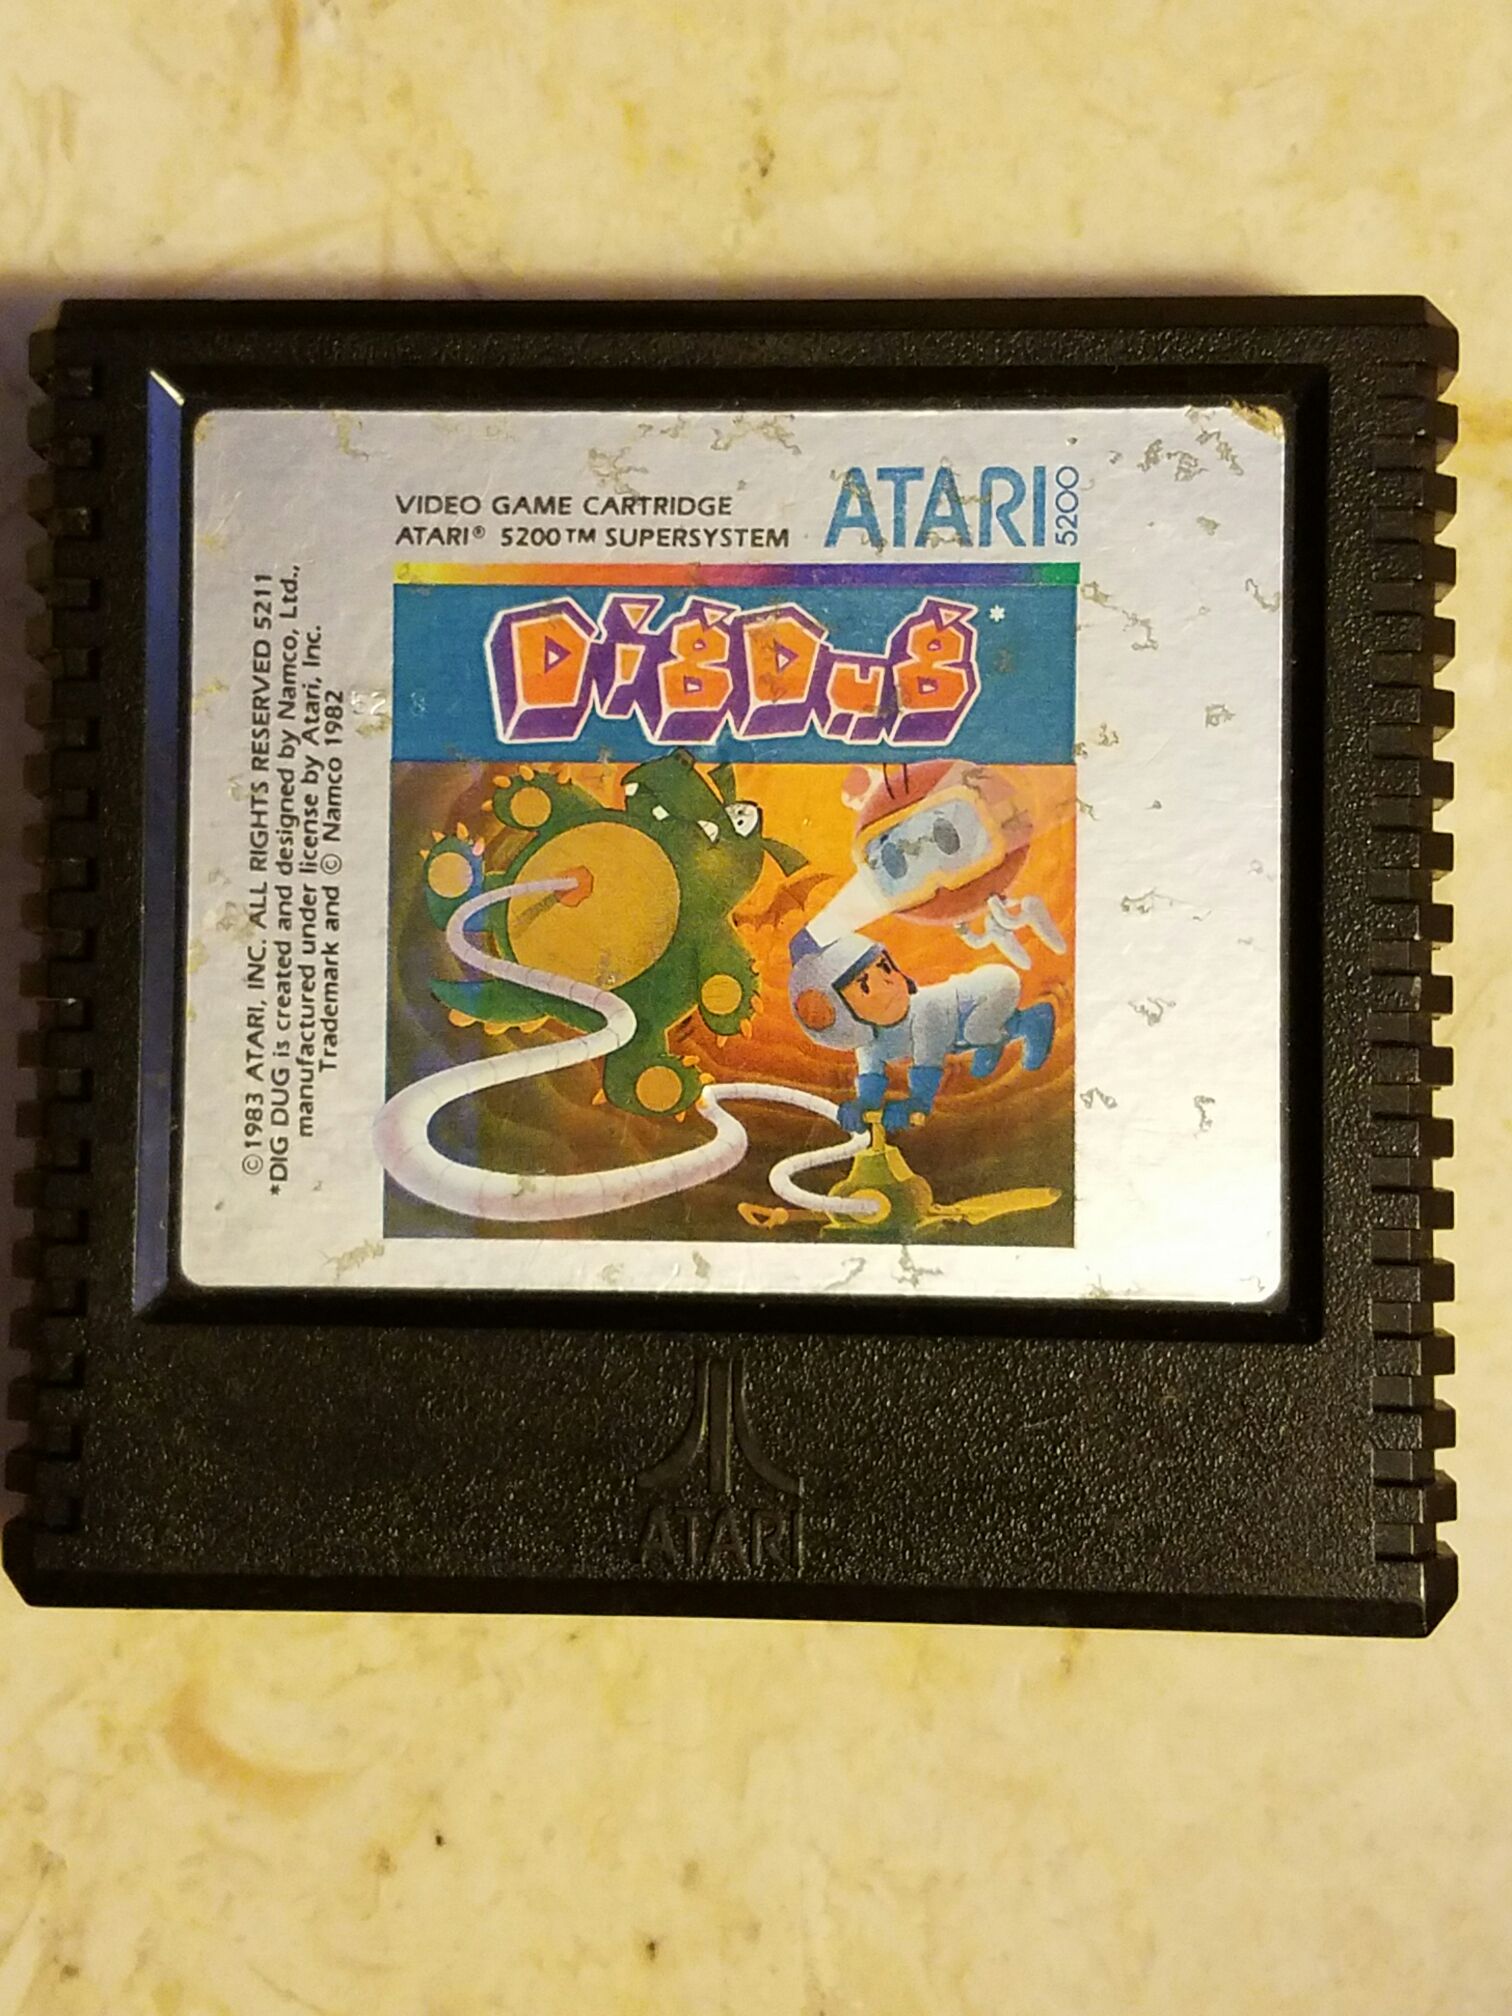 VIDEO GAME CARTRIDGE
ATARI® 5200™ SUPERSYSTEM
ATARI 5200
DiG DuG*
©1983 ATARI, INC. ALL RIGHTS RESERVED 5211
*DIG DUG is created and designed by Namco, Ltd.,
manufactured under license by Atari, Inc.
Trademark and © Namco 1982
ATARI